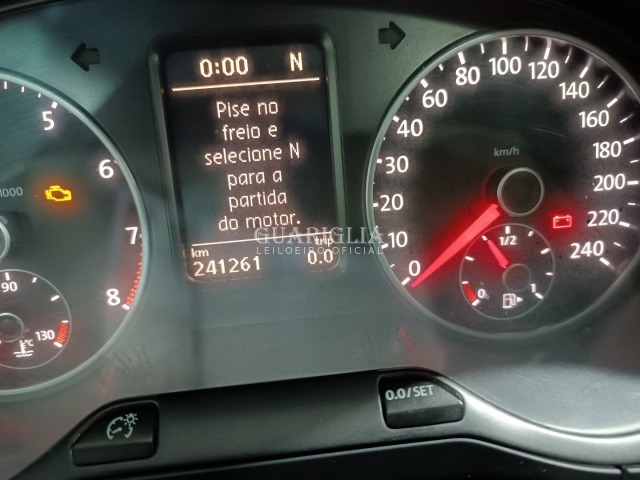 0:00 N
Pise no
freio e
selecione N
para a
partida
do motor.
km trip
241261 0.0
GUARIGLIA
LEILOEIRO OFICIAL
5
6
7
8
1000
90
130
°C
0
10
20
30
40
60
80
100
120
140
160
180
200
220
240
km/h
0 1/2 1
0.0/SET